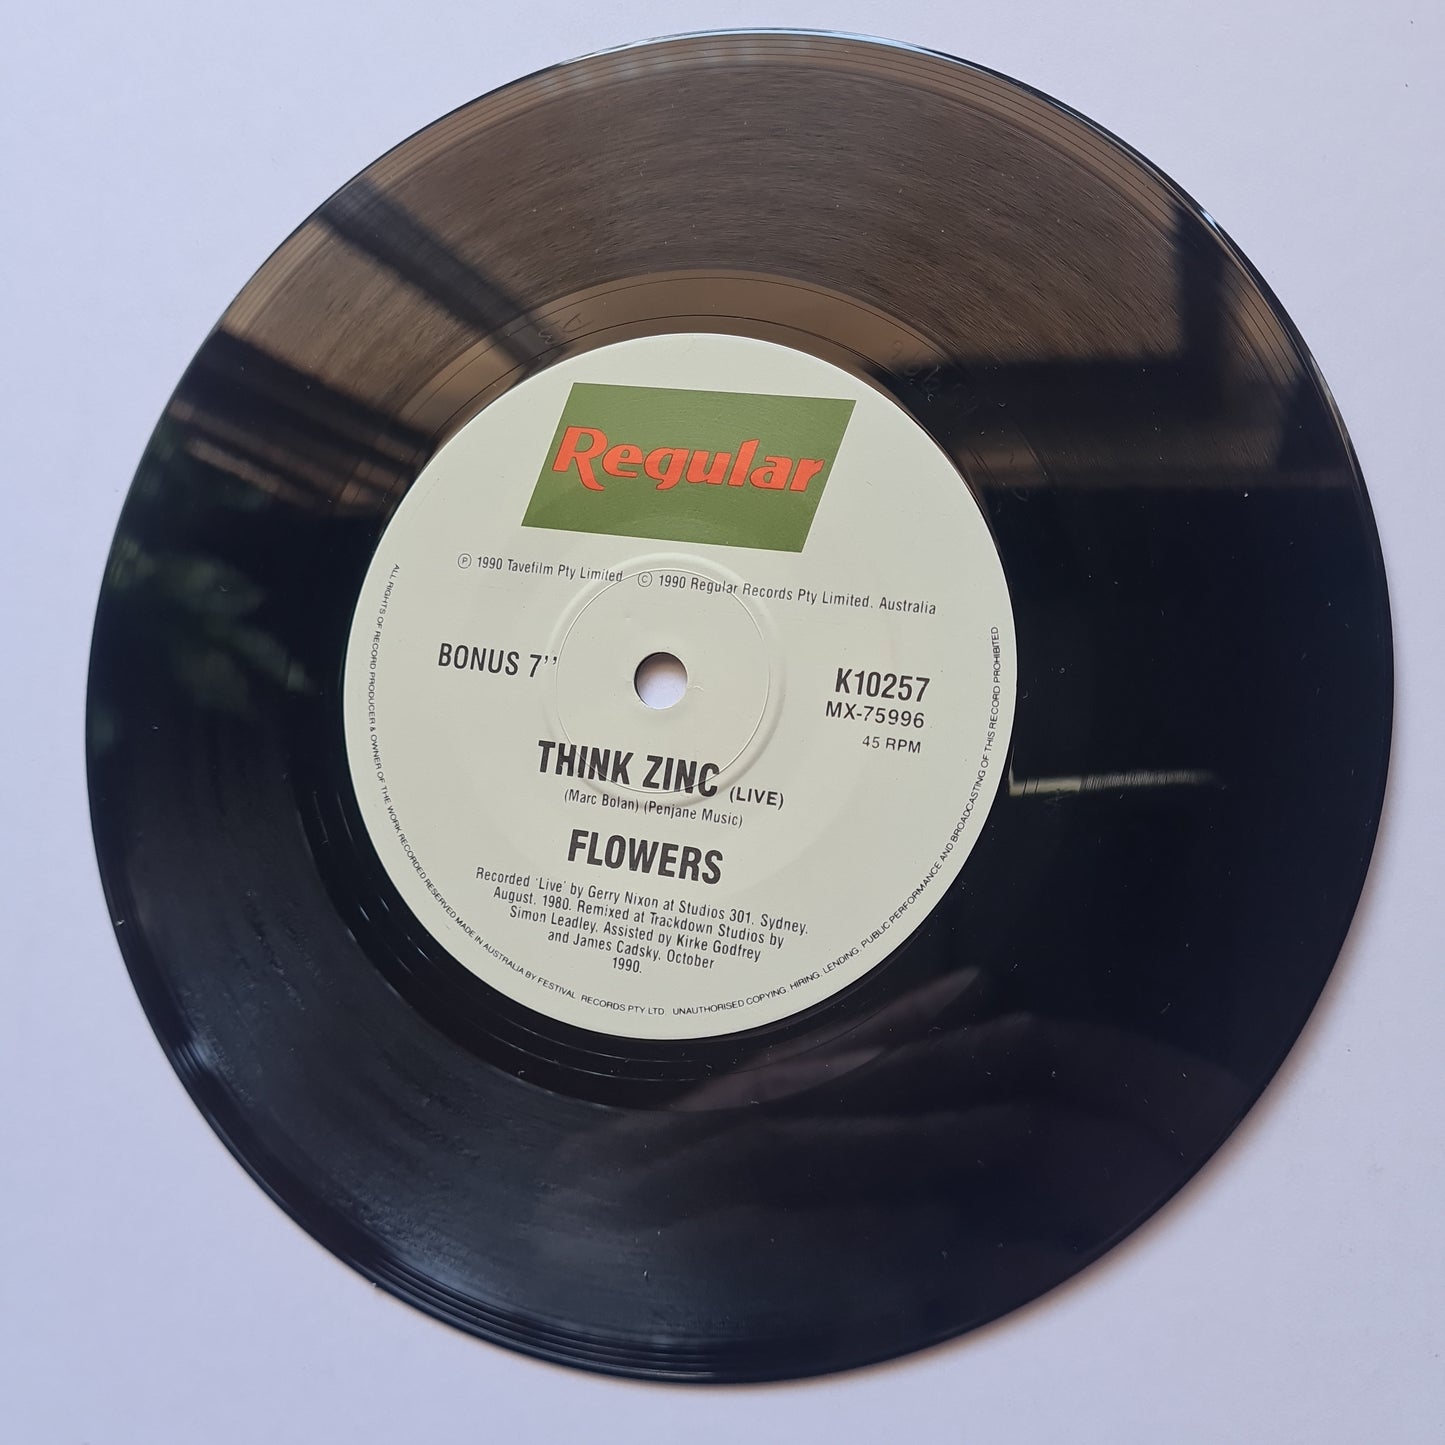 Regular
℗ 1990 Tavefilm Pty Limited © 1990 Regular Records Pty Limited. Australia
BONUS 7''
K10257
MX-75996
45 RPM
THINK ZINC (LIVE)
(Marc Bolan) (Penjane Music)
FLOWERS
Recorded 'Live' by Gerry Nixon at Studios 301. Sydney.
August, 1980. Remixed at Trackdown Studios by
Simon Leadley. Assisted by Kirke Godfrey
and James Cadsky. October
1990.
ALL RIGHTS OF RECORD PRODUCER & OWNER OF THE WORK RECORDED RESERVED MADE IN AUSTRALIA BY FESTIVAL RECORDS PTY LTD. UNAUTHORISED COPYING. HIRING. LENDING. PUBLIC PERFORMANCE AND BROADCASTING OF THIS RECORD PROHIBITED